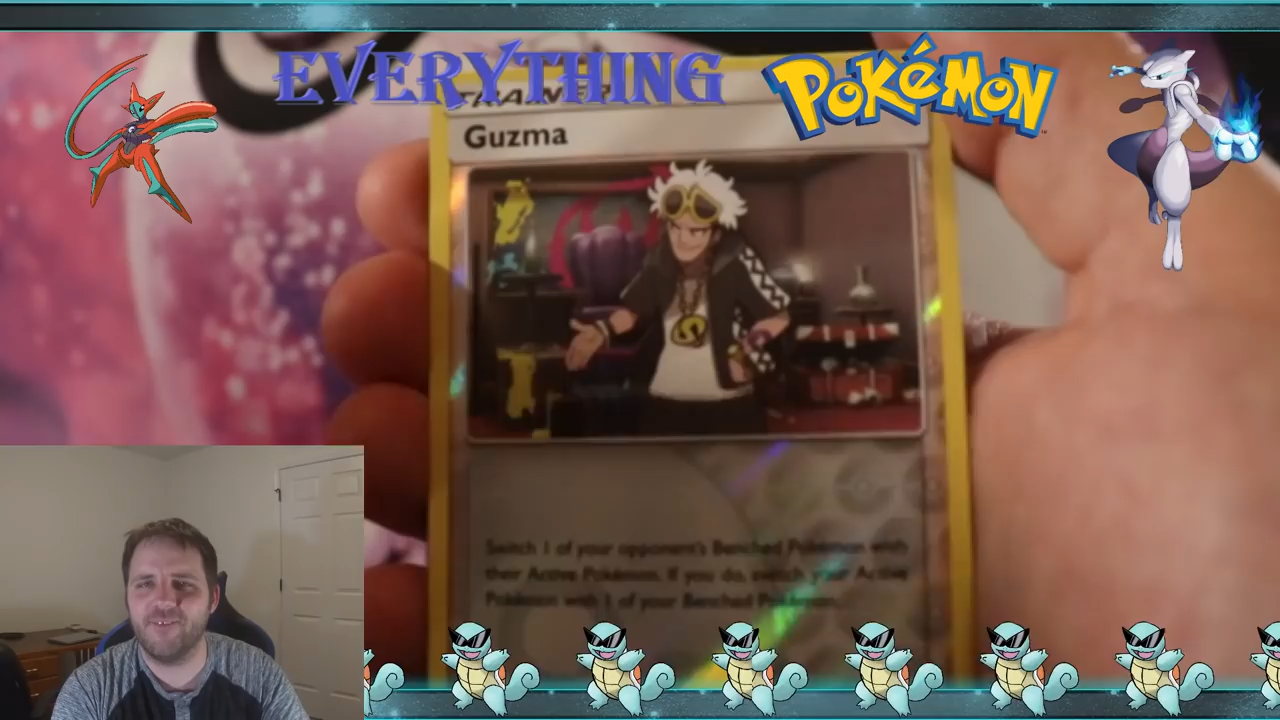 EVERYTHING POKéMON
TRAINER
Guzma
Switch 1 of your opponent's Benched Pokémon with
their Active Pokémon. If you do, switch your Active
Pokémon with 1 of your Benched Pokémon.